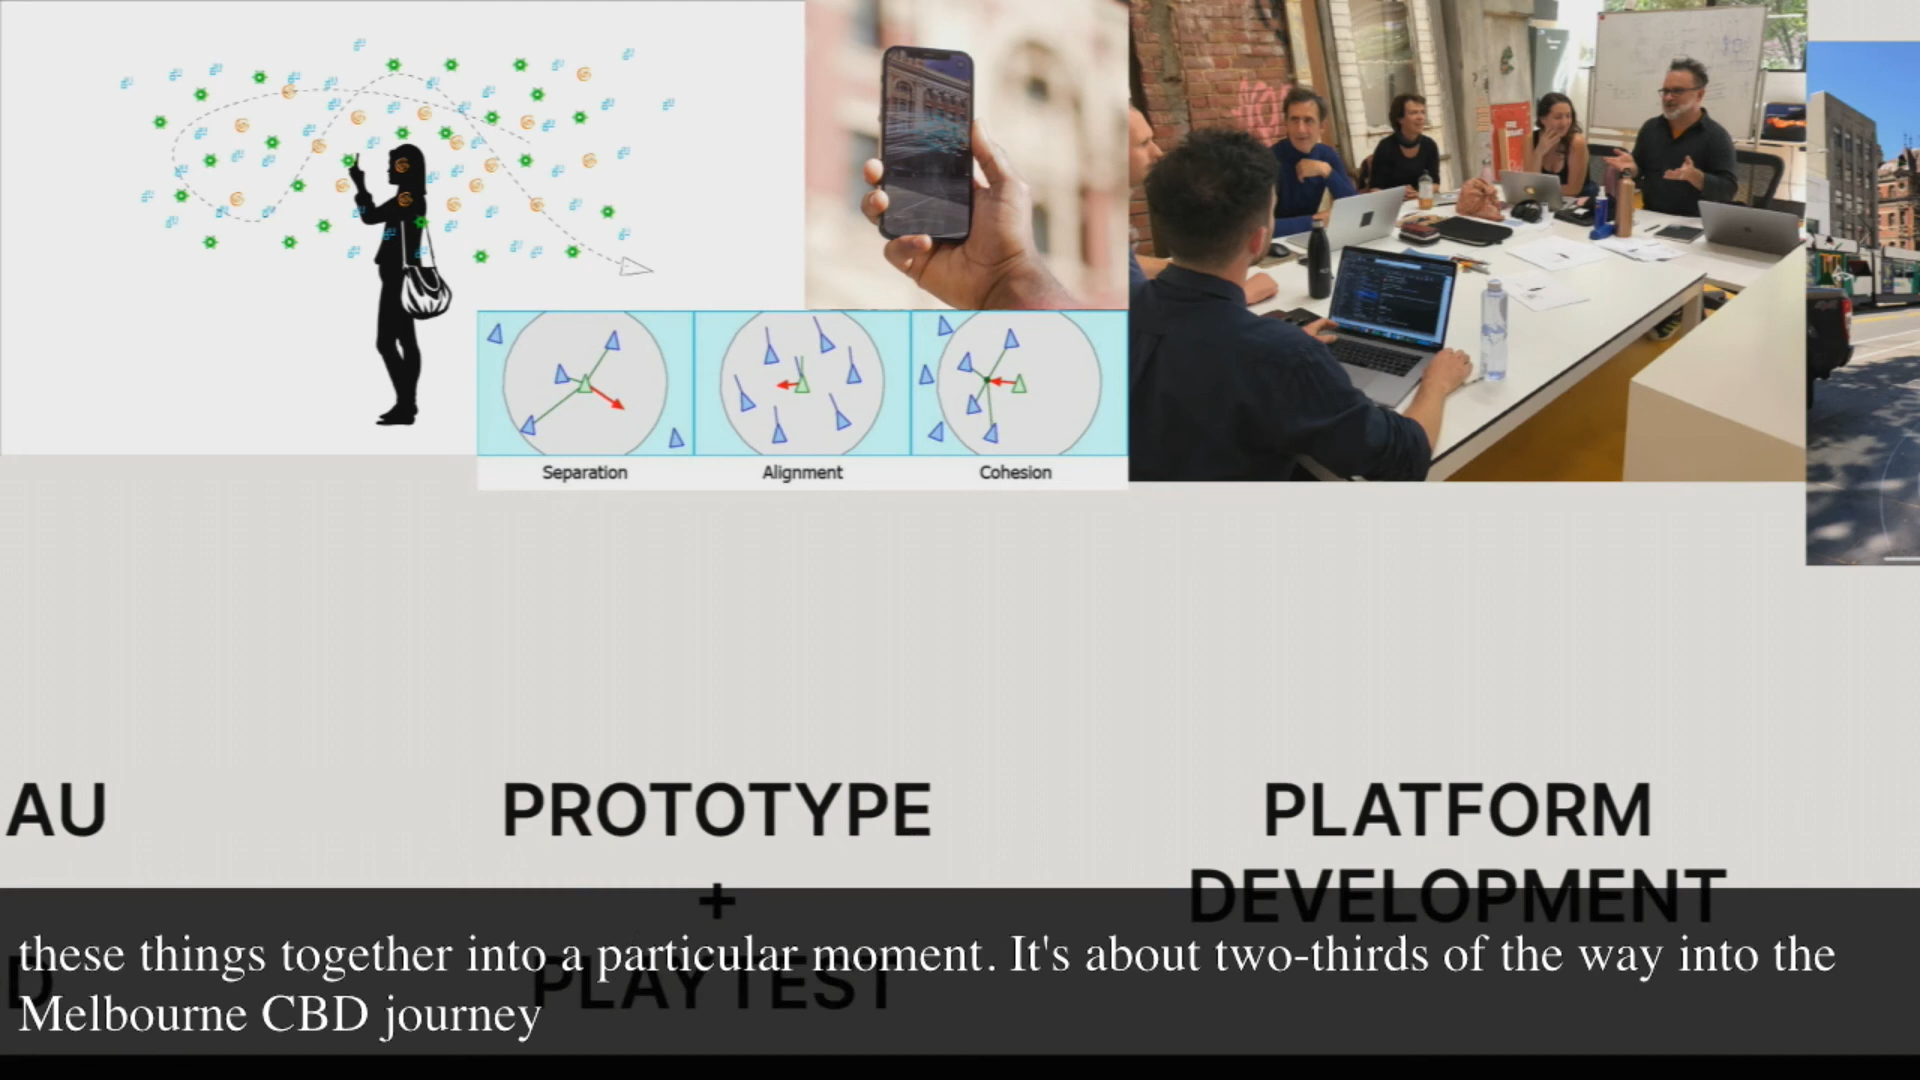 Separation
Alignment
Cohesion
AU
PROTOTYPE
+
PLAYTEST
PLATFORM
DEVELOPMENT
D
these things together into a particular moment. It's about two-thirds of the way into the
Melbourne CBD journey